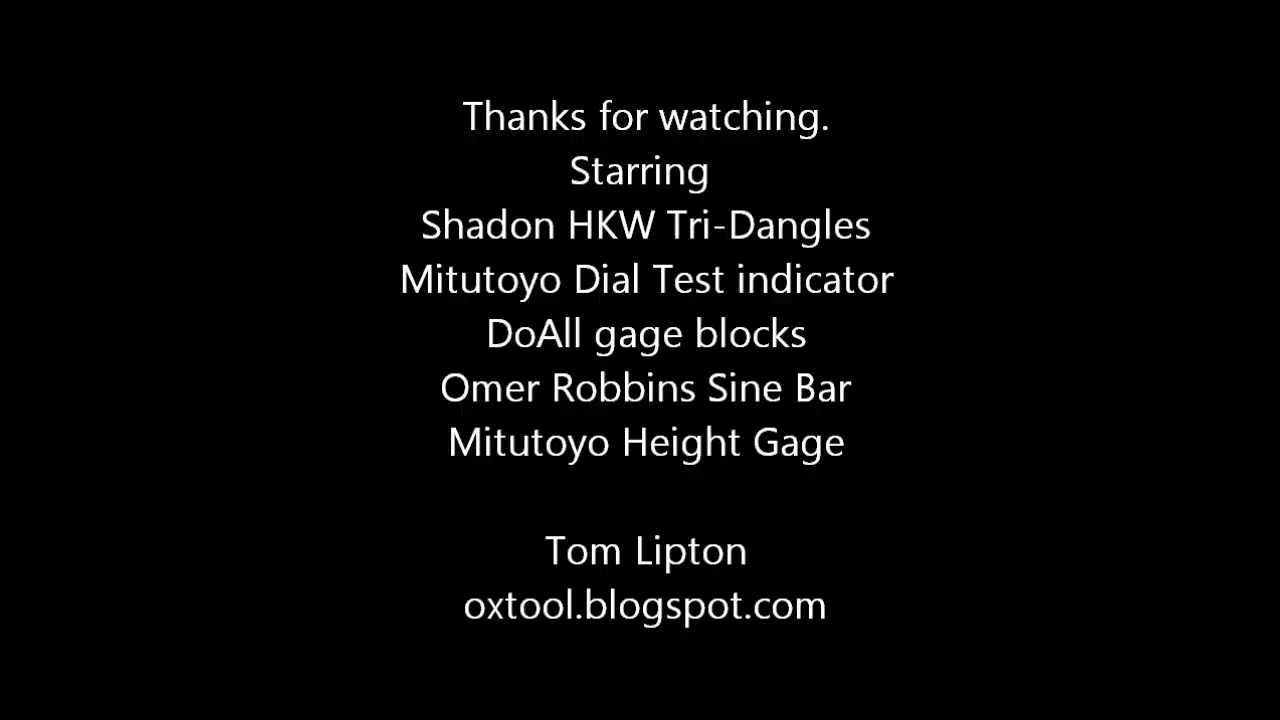 Thanks for watching.
Starring
Shadon HKW Tri-Dangles
Mitutoyo Dial Test indicator
DoAll gage blocks
Omer Robbins Sine Bar
Mitutoyo Height Gage
Tom Lipton
oxtool.blogspot.com